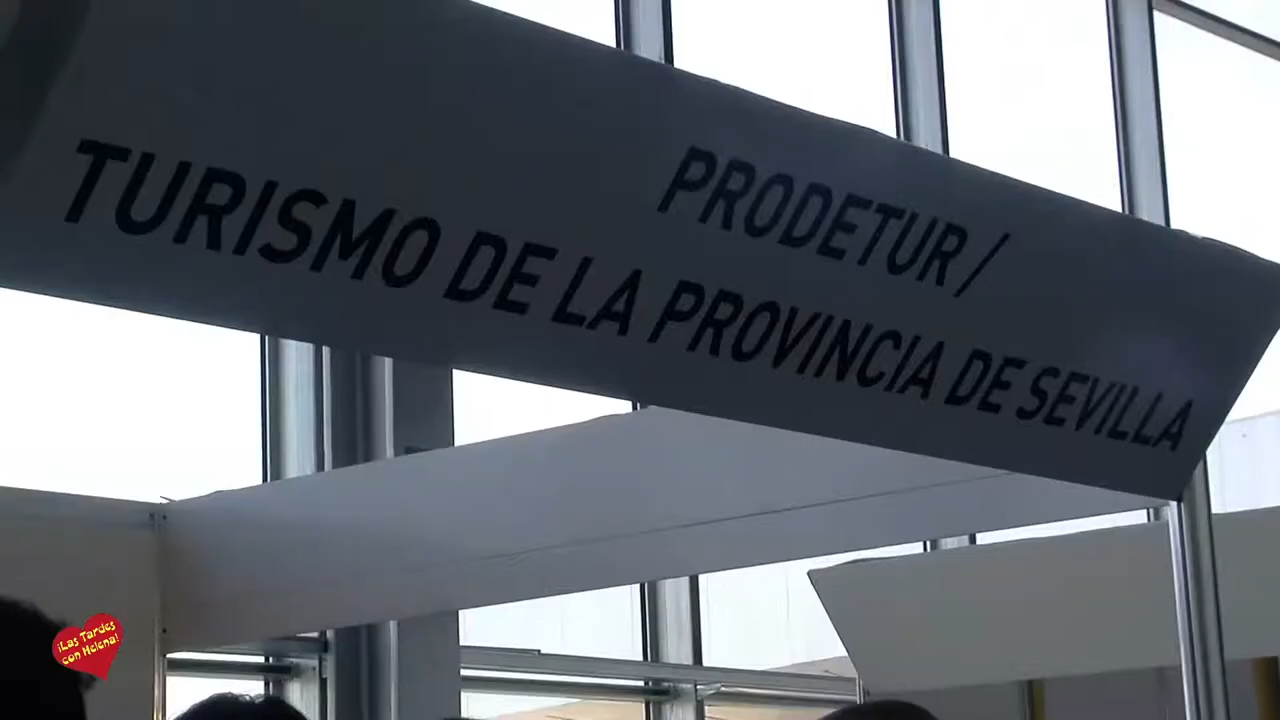 PRODETUR /
TURISMO DE LA PROVINCIA DE SEVILLA
¡Las Tardes
con Helena!